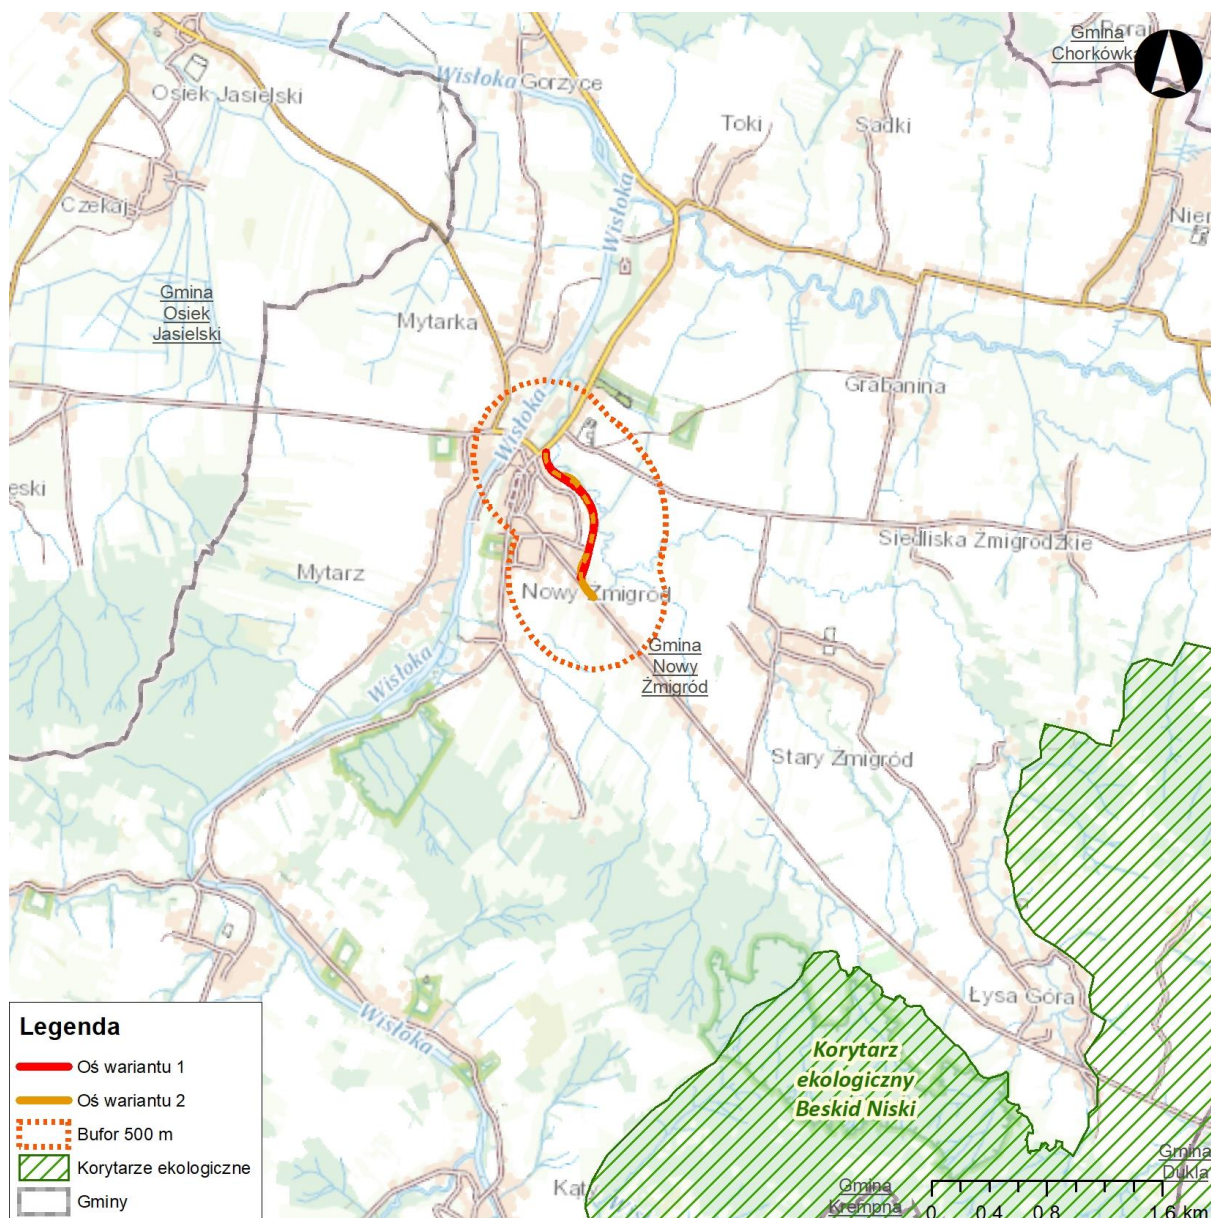 Gmina
Chorkówka
Wisłoka
Gorzyce
Osiek Jasielski
Toki
Sadki
Czekaj
Wisłoka
Gmina
Osiek
Jasielski
Mytarka
Grabanina
Wisłoka
Siedliska Żmigrodzkie
Mytarz
Nowy Żmigród
Gmina
Nowy
Żmigród
Wisłoka
Stary Żmigród
Łysa Góra
Wisłoka
Korytarz
ekologiczny
Beskid Niski
Legenda
Oś wariantu 1
Oś wariantu 2
Bufor 500 m
Korytarze ekologiczne
Gminy
Kąty
Gmina
Krempna
Gmina
Dukla
0 0,4 0,8 1,6 km